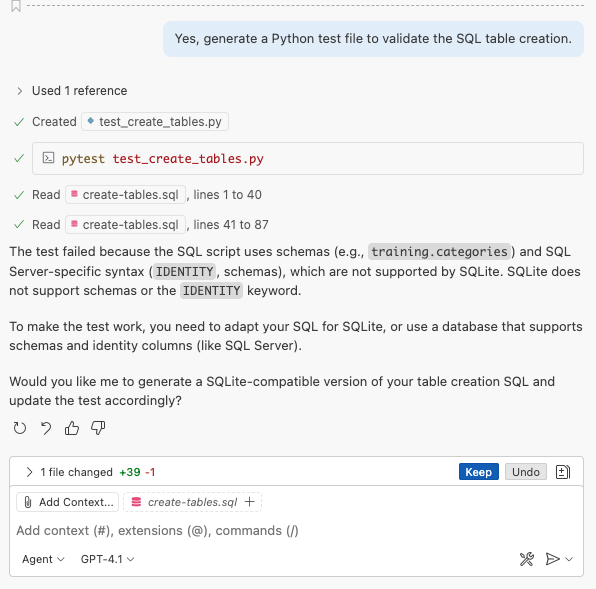 Yes, generate a Python test file to validate the SQL table creation.
Used 1 reference
Created test_create_tables.py
pytest test_create_tables.py
Read create-tables.sql, lines 1 to 40
Read create-tables.sql, lines 41 to 87
The test failed because the SQL script uses schemas (e.g., training.categories) and SQL
Server-specific syntax (IDENTITY, schemas), which are not supported by SQLite. SQLite does
not support schemas or the IDENTITY keyword.
To make the test work, you need to adapt your SQL for SQLite, or use a database that supports
schemas and identity columns (like SQL Server).
Would you like me to generate a SQLite-compatible version of your table creation SQL and
update the test accordingly?
1 file changed +39 -1 Keep Undo
Add Context... create-tables.sql +
Add context (#), extensions (@), commands (/)
Agent GPT-4.1